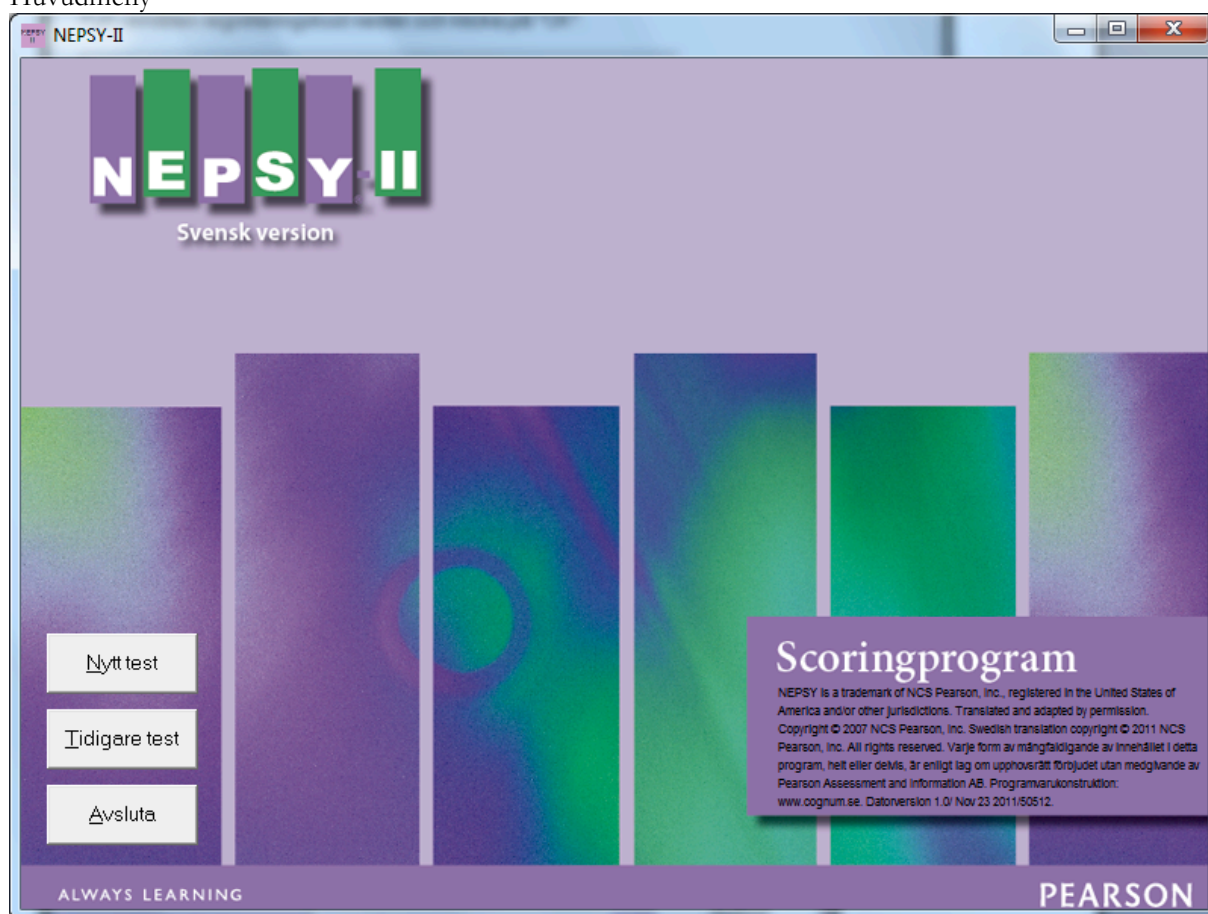 Huvudmeny
NEPSY-II
NEPSY-II
Svensk version
Nytt test
Tidigare test
Avsluta
Scoringprogram
NEPSY is a trademark of NCS Pearson, Inc., registered in the United States of
America and/or other jurisdictions. Translated and adapted by permission.
Copyright © 2007 NCS Pearson, Inc. Swedish translation copyright © 2011 NCS
Pearson, Inc. All rights reserved. Varje form av mångfaldigande av innehållet i detta
program, helt eller delvis, är enligt lag om upphovsrätt förbjudet utan medgivande av
Pearson Assessment and Information AB. Programvarukonstruktion:
www.cognum.se. Datorversion 1.0/ Nov 23 2011/50512.
ALWAYS LEARNING
PEARSON